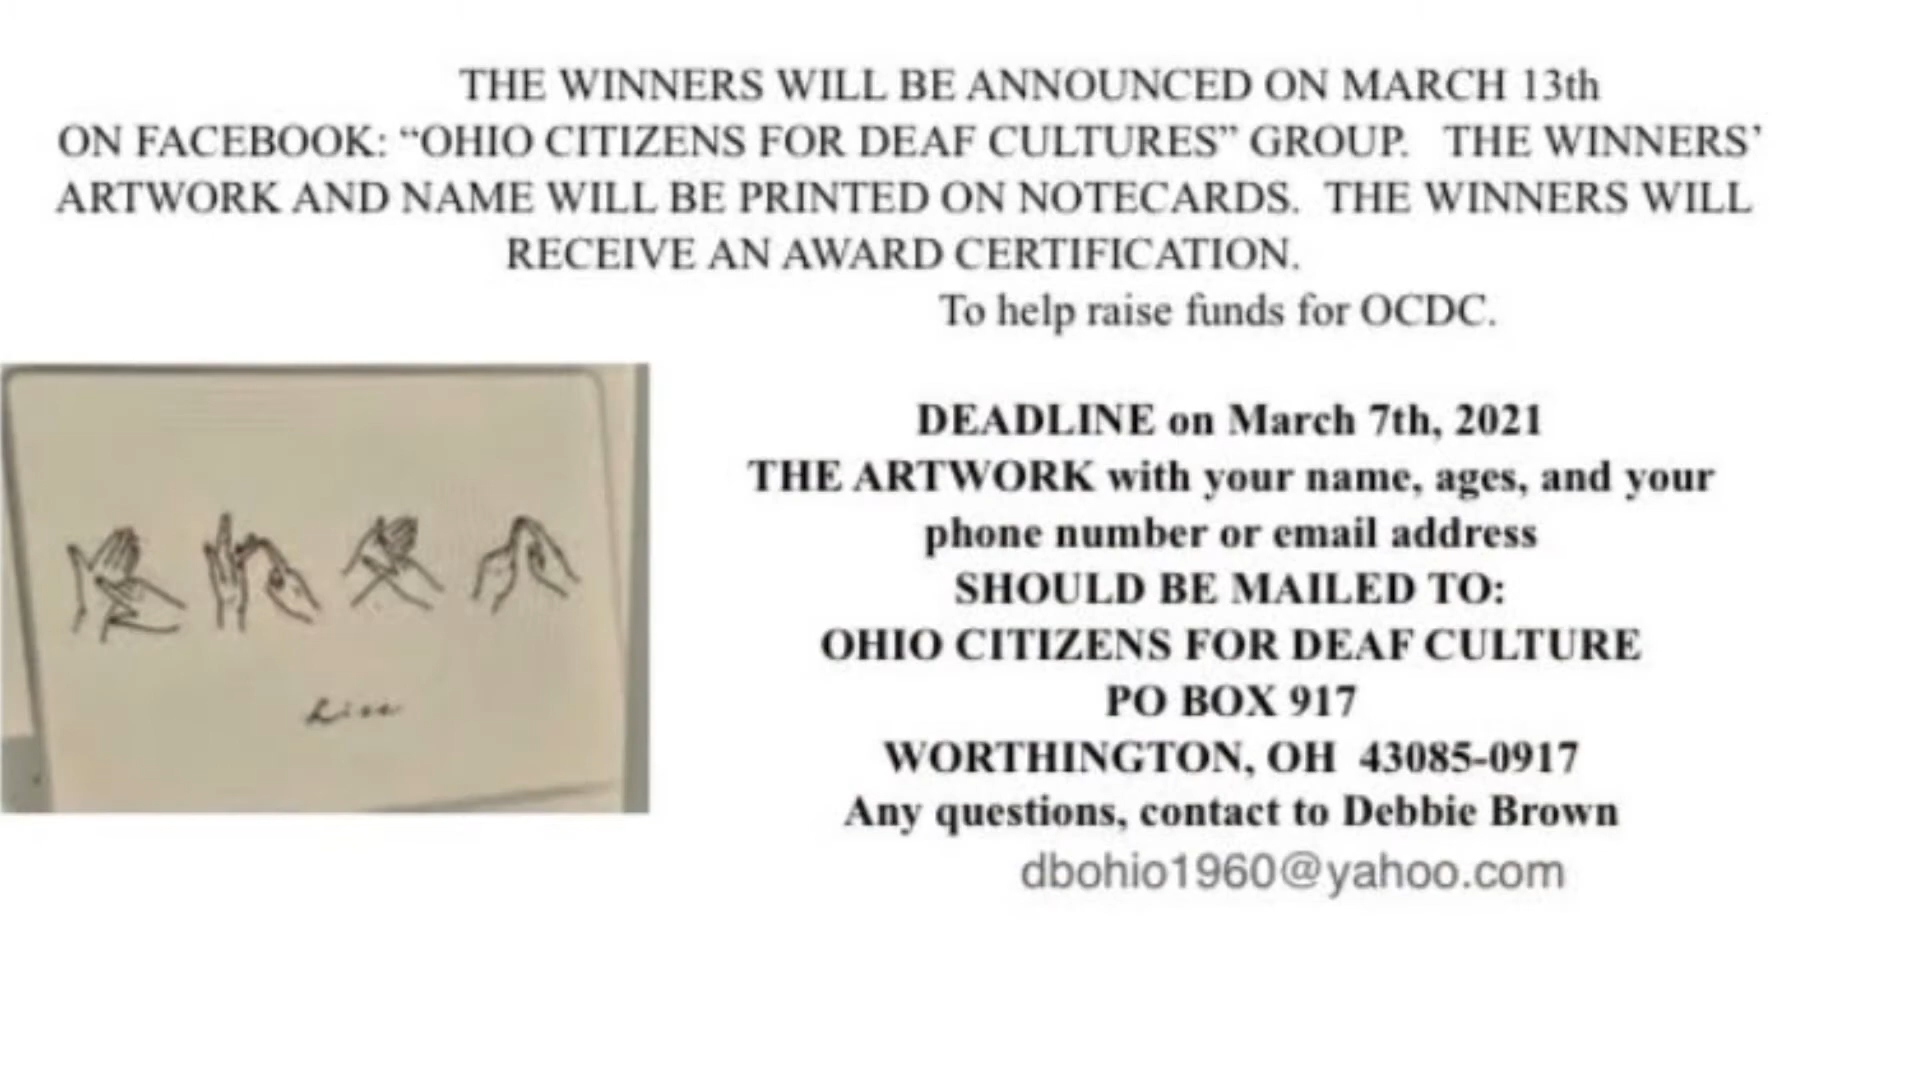 THE WINNERS WILL BE ANNOUNCED ON MARCH 13th
ON FACEBOOK: “OHIO CITIZENS FOR DEAF CULTURES” GROUP. THE WINNERS’
ARTWORK AND NAME WILL BE PRINTED ON NOTECARDS. THE WINNERS WILL
RECEIVE AN AWARD CERTIFICATION.
To help raise funds for OCDC.
DEADLINE on March 7th, 2021
THE ARTWORK with your name, ages, and your
phone number or email address
SHOULD BE MAILED TO:
OHIO CITIZENS FOR DEAF CULTURE
PO BOX 917
WORTHINGTON, OH 43085-0917
Any questions, contact to Debbie Brown
dbohio1960@yahoo.com